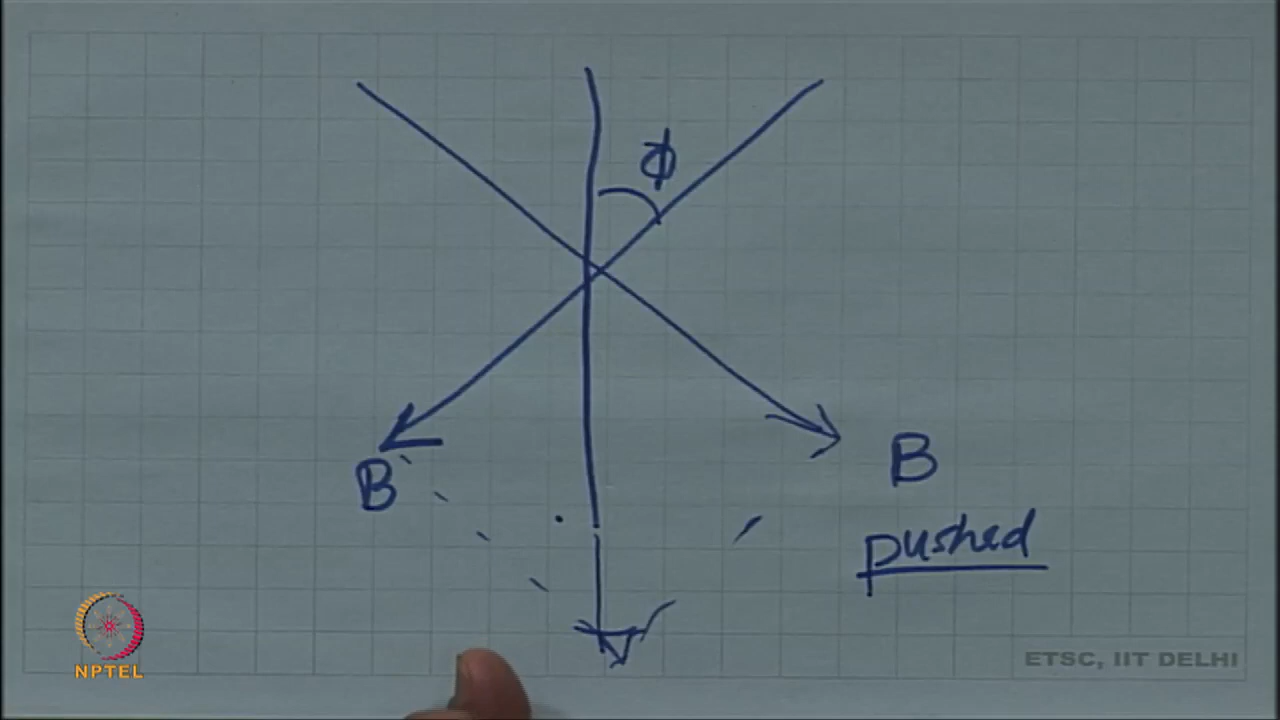 ϕ
B
B
pushed
NPTEL
ETSC, IIT DELHI